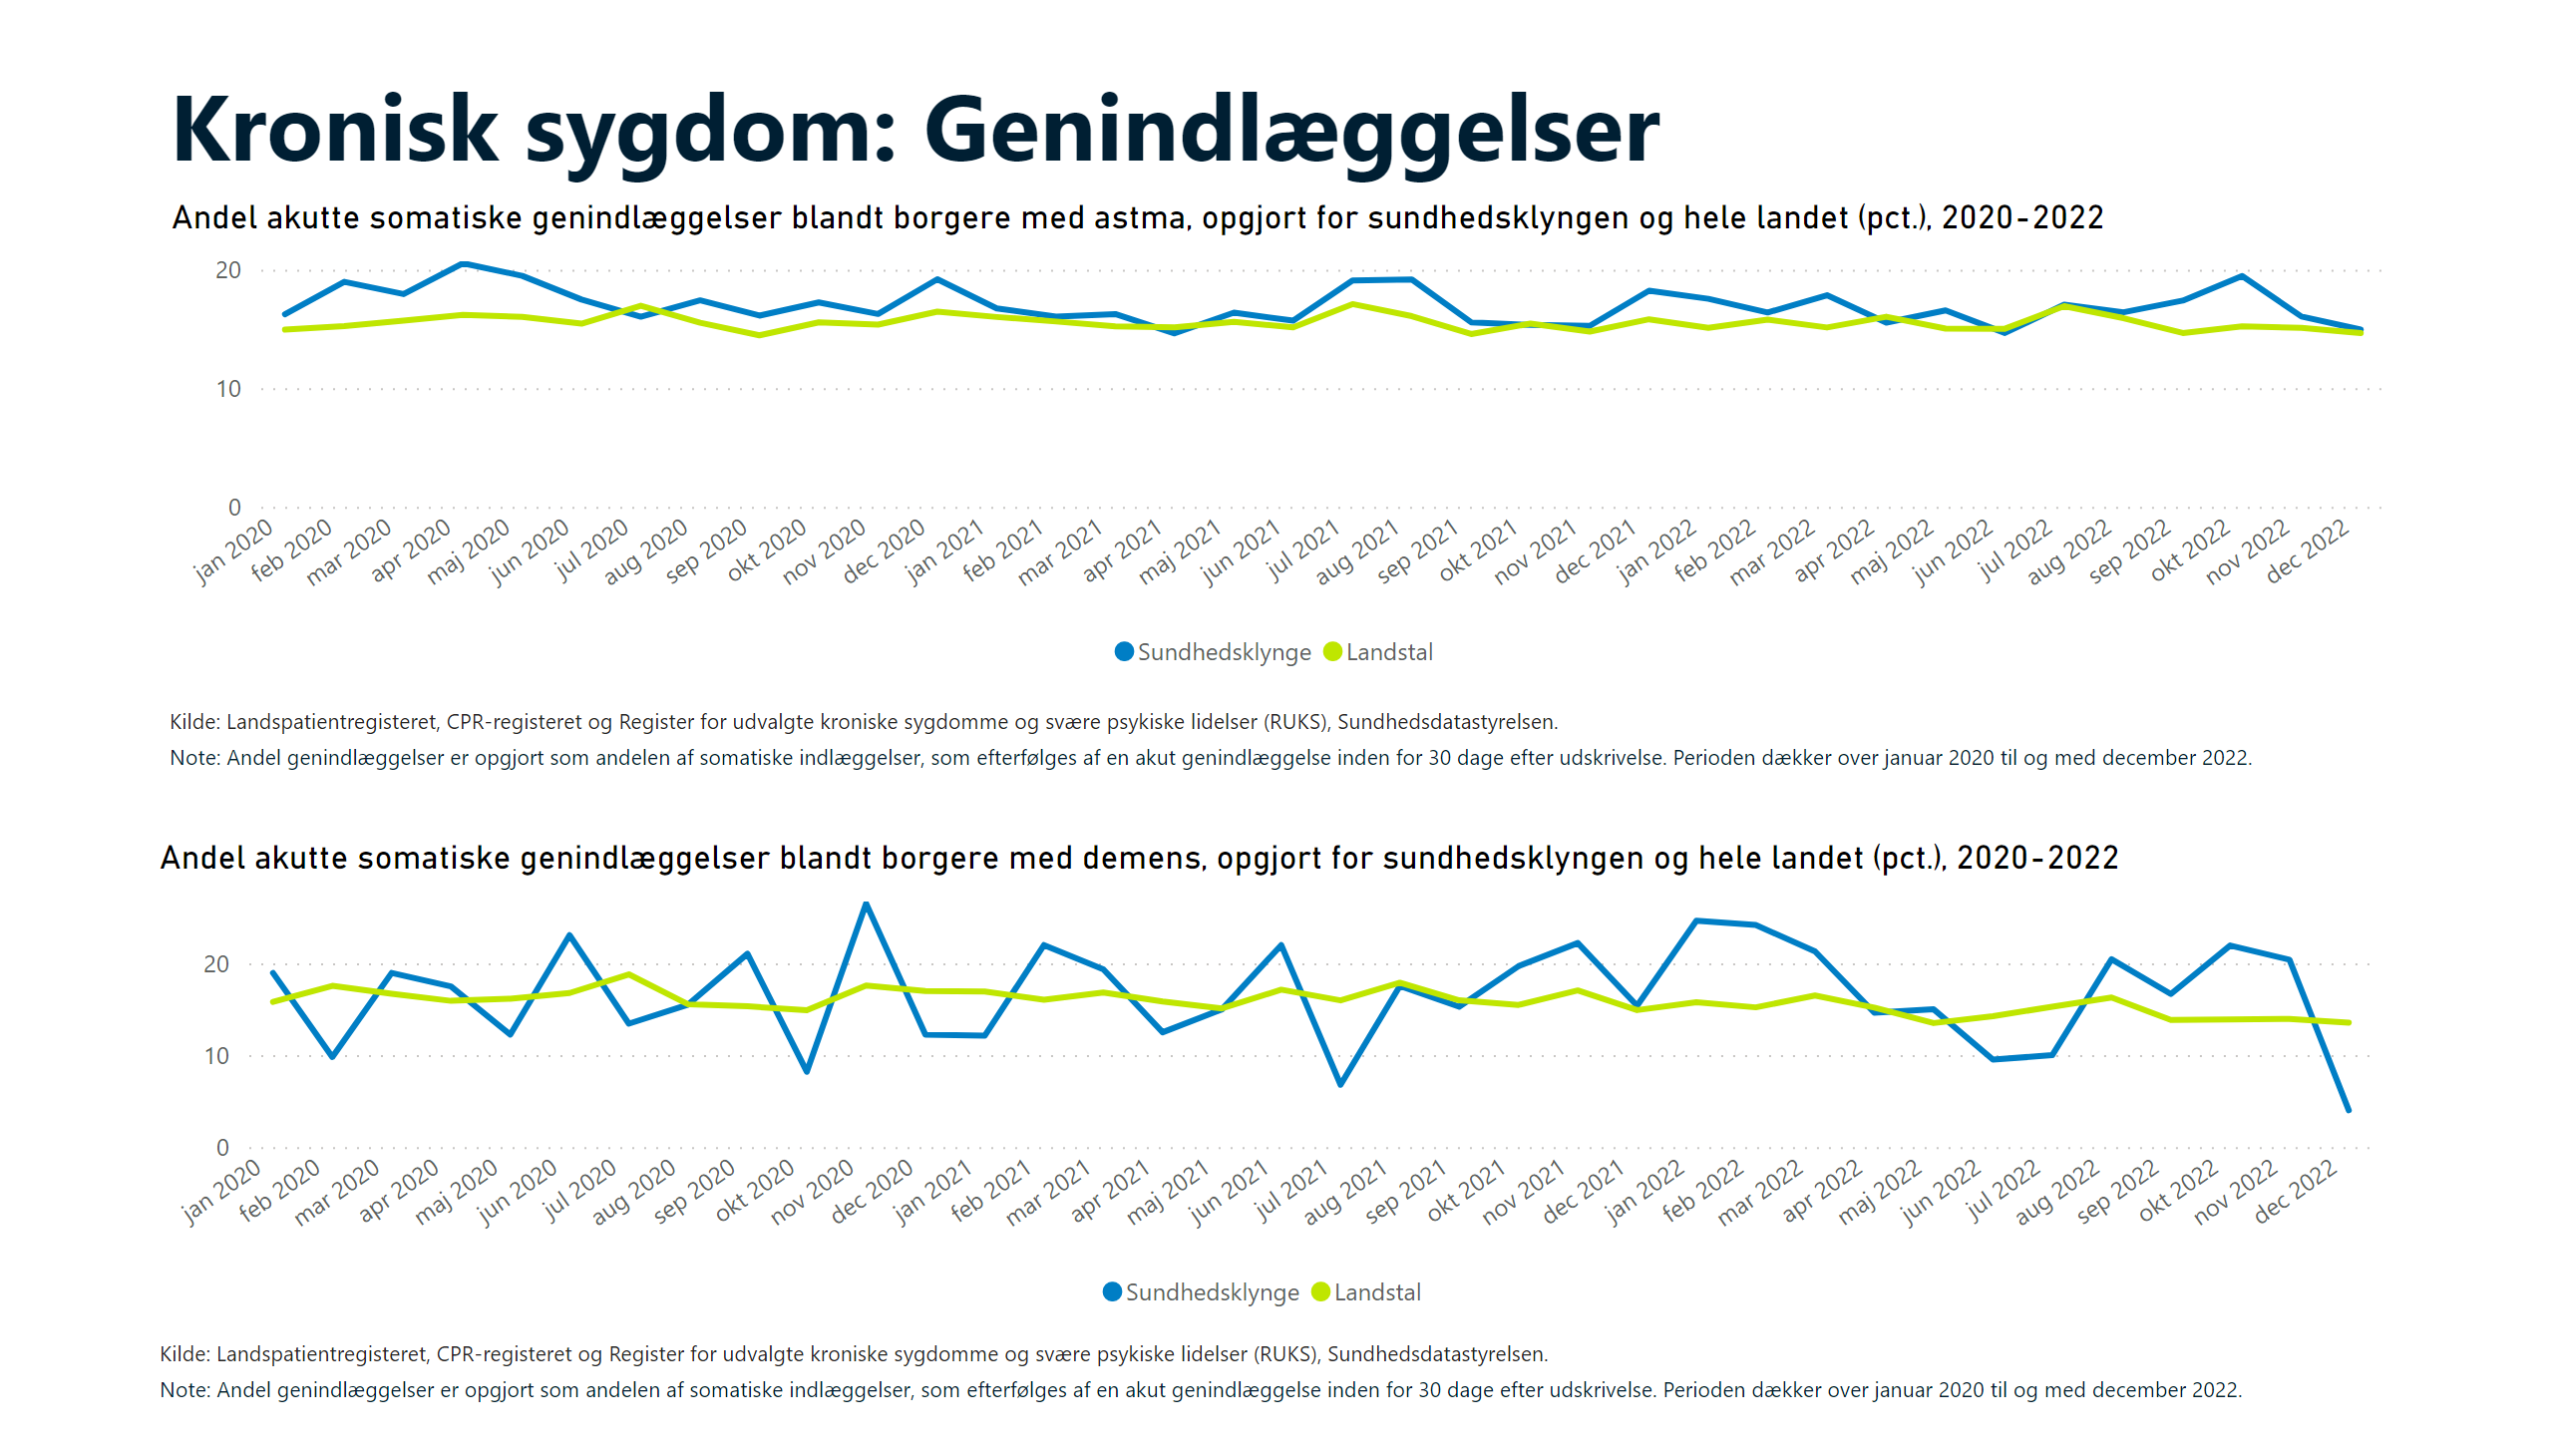 Kronisk sygdom: Genindlæggelser
Andel akutte somatiske genindlæggelser blandt borgere med astma, opgjort for sundhedsklyngen og hele landet (pct.), 2020-2022
20
10
0
jan 2020 feb 2020 mar 2020 apr 2020 maj 2020 jun 2020 jul 2020 aug 2020 sep 2020 okt 2020 nov 2020 dec 2020 jan 2021 feb 2021 mar 2021 apr 2021 maj 2021 jun 2021 jul 2021 aug 2021 sep 2021 okt 2021 nov 2021 dec 2021 jan 2022 feb 2022 mar 2022 apr 2022 maj 2022 jun 2022 jul 2022 aug 2022 sep 2022 okt 2022 nov 2022 dec 2022
Sundhedsklynge Landstal
Kilde: Landspatientregisteret, CPR-registeret og Register for udvalgte kroniske sygdomme og svære psykiske lidelser (RUKS), Sundhedsdatastyrelsen.
Note: Andel genindlæggelser er opgjort som andelen af somatiske indlæggelser, som efterfølges af en akut genindlæggelse inden for 30 dage efter udskrivelse. Perioden dækker over januar 2020 til og med december 2022.
Andel akutte somatiske genindlæggelser blandt borgere med demens, opgjort for sundhedsklyngen og hele landet (pct.), 2020-2022
20
10
0
jan 2020 feb 2020 mar 2020 apr 2020 maj 2020 jun 2020 jul 2020 aug 2020 sep 2020 okt 2020 nov 2020 dec 2020 jan 2021 feb 2021 mar 2021 apr 2021 maj 2021 jun 2021 jul 2021 aug 2021 sep 2021 okt 2021 nov 2021 dec 2021 jan 2022 feb 2022 mar 2022 apr 2022 maj 2022 jun 2022 jul 2022 aug 2022 sep 2022 okt 2022 nov 2022 dec 2022
Sundhedsklynge Landstal
Kilde: Landspatientregisteret, CPR-registeret og Register for udvalgte kroniske sygdomme og svære psykiske lidelser (RUKS), Sundhedsdatastyrelsen.
Note: Andel genindlæggelser er opgjort som andelen af somatiske indlæggelser, som efterfølges af en akut genindlæggelse inden for 30 dage efter udskrivelse. Perioden dækker over januar 2020 til og med december 2022.